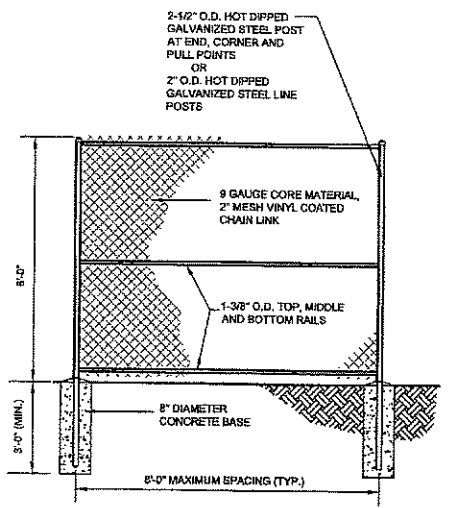 2-1/2" O.D. HOT DIPPED
GALVANIZED STEEL POST
AT END, CORNER AND
PULL POINTS
OR
2" O.D. HOT DIPPED
GALVANIZED STEEL LINE
POSTS
9 GAUGE CORE MATERIAL,
2" MESH VINYL COATED
CHAIN LINK
6'-0"
1-3/8" O.D. TOP, MIDDLE
AND BOTTOM RAILS
3'-0" (MIN.)
8" DIAMETER
CONCRETE BASE
8'-0" MAXIMUM SPACING (TYP.)